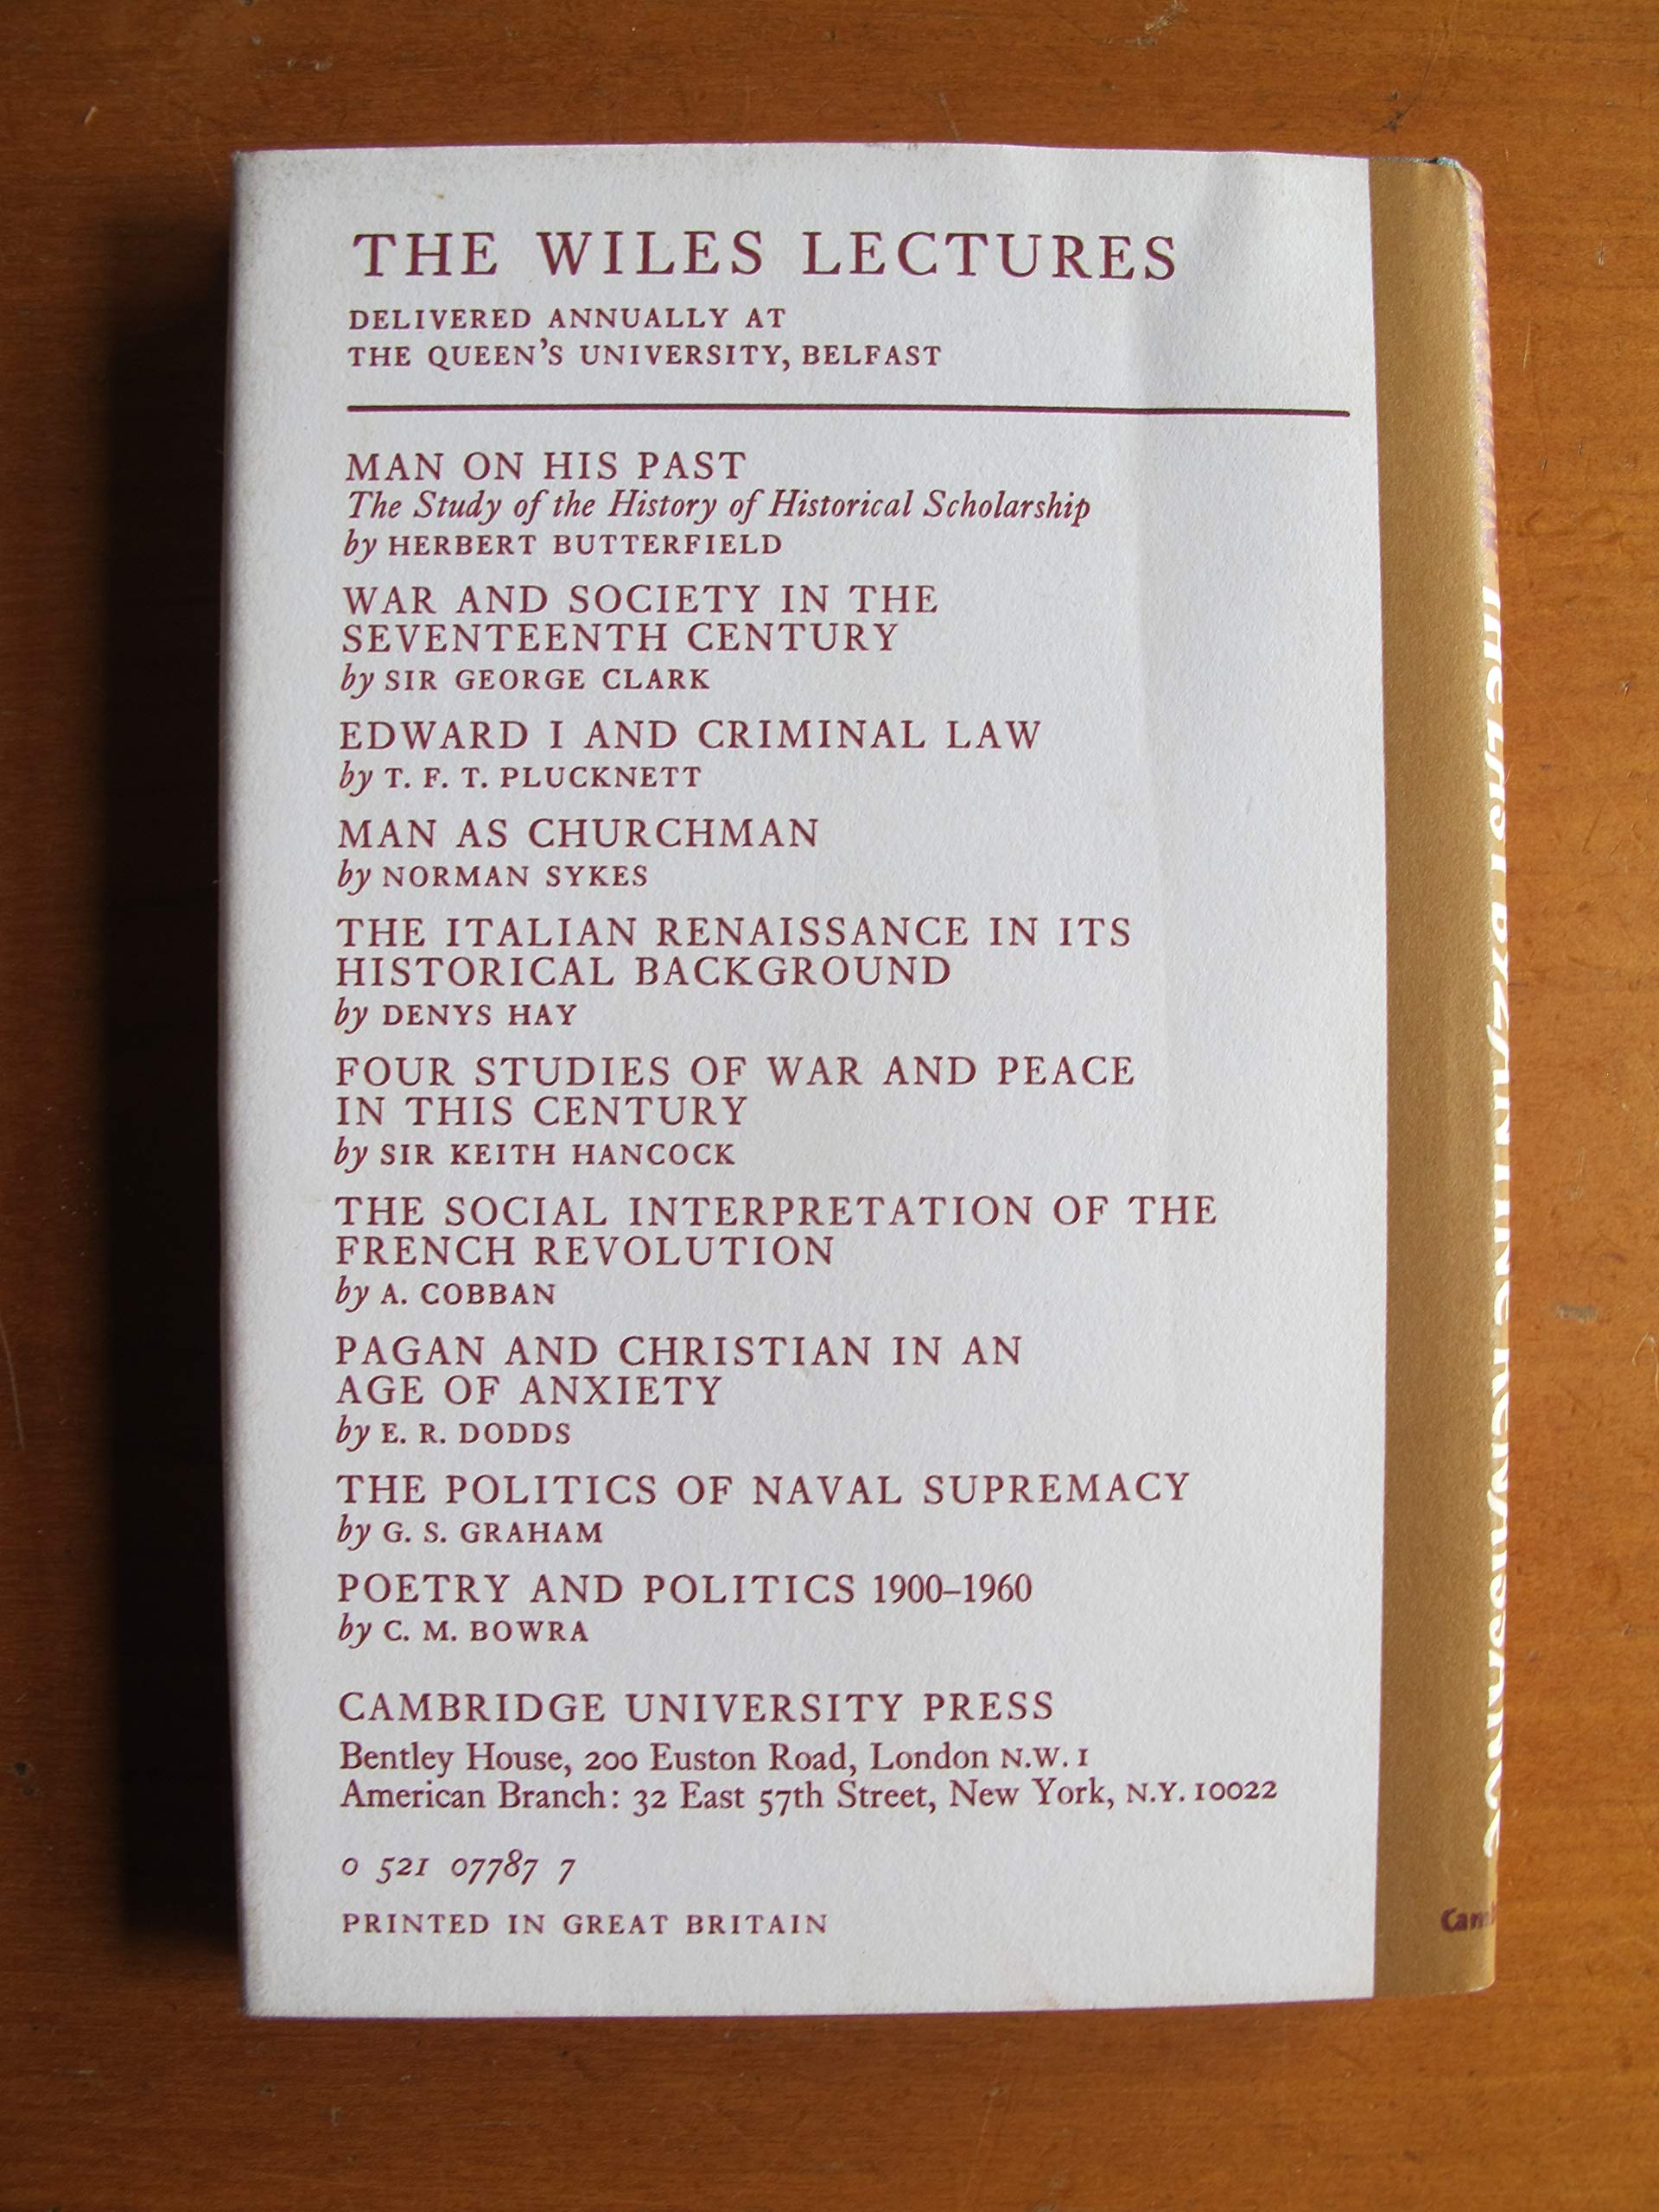 THE WILES LECTURES
DELIVERED ANNUALLY AT
THE QUEEN'S UNIVERSITY, BELFAST
MAN ON HIS PAST
The Study of the History of Historical Scholarship
by HERBERT BUTTERFIELD
WAR AND SOCIETY IN THE
SEVENTEENTH CENTURY
by SIR GEORGE CLARK
EDWARD I AND CRIMINAL LAW
by T. F. T. PLUCKNETT
MAN AS CHURCHMAN
by NORMAN SYKES
THE ITALIAN RENAISSANCE IN ITS
HISTORICAL BACKGROUND
by DENYS HAY
FOUR STUDIES OF WAR AND PEACE
IN THIS CENTURY
by SIR KEITH HANCOCK
THE SOCIAL INTERPRETATION OF THE
FRENCH REVOLUTION
by A. COBBAN
PAGAN AND CHRISTIAN IN AN
AGE OF ANXIETY
by E. R. DODDS
THE POLITICS OF NAVAL SUPREMACY
by G. S. GRAHAM
POETRY AND POLITICS 1900–1960
by C. M. BOWRA
CAMBRIDGE UNIVERSITY PRESS
Bentley House, 200 Euston Road, London N.W. 1
American Branch: 32 East 57th Street, New York, N.Y. 10022
0 521 07787 7
PRINTED IN GREAT BRITAIN
THE LAST BYZANTINE RENAISSANCE